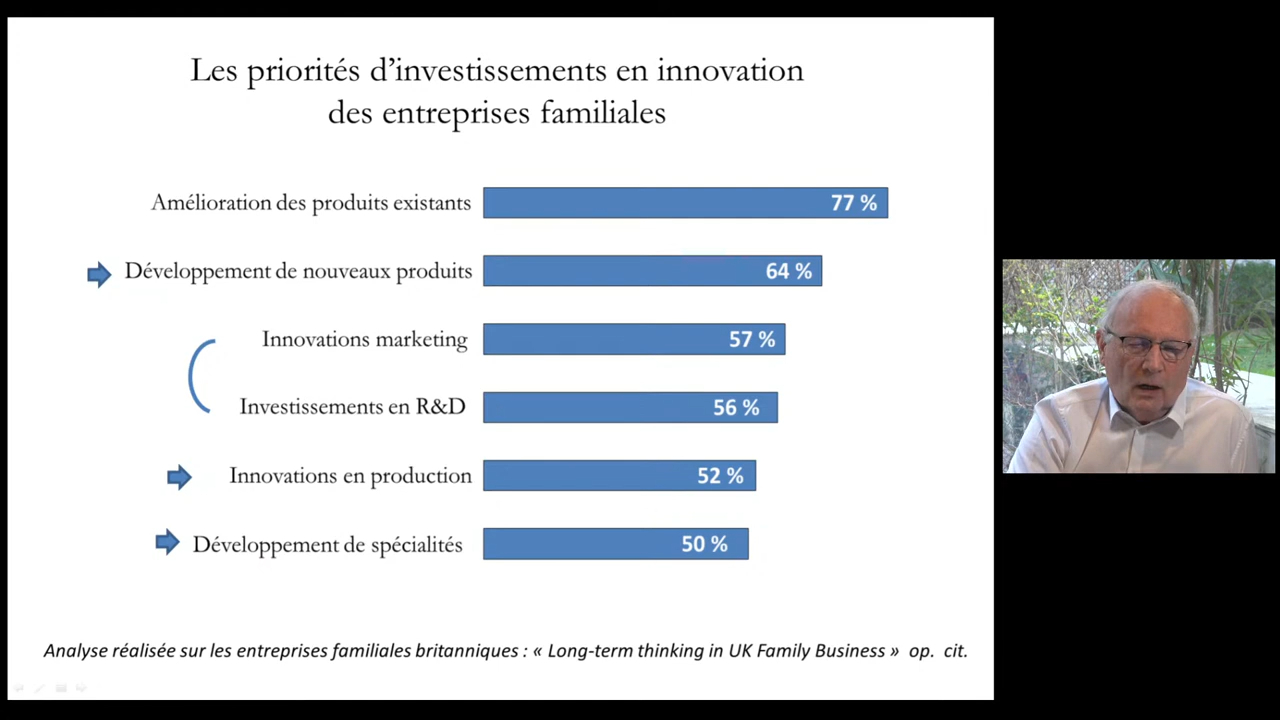 Les priorités d’investissements en innovation
des entreprises familiales
Amélioration des produits existants 77 %
Développement de nouveaux produits 64 %
Innovations marketing 57 %
Investissements en R&D 56 %
Innovations en production 52 %
Développement de spécialités 50 %
Analyse réalisée sur les entreprises familiales britanniques : « Long-term thinking in UK Family Business » op. cit.